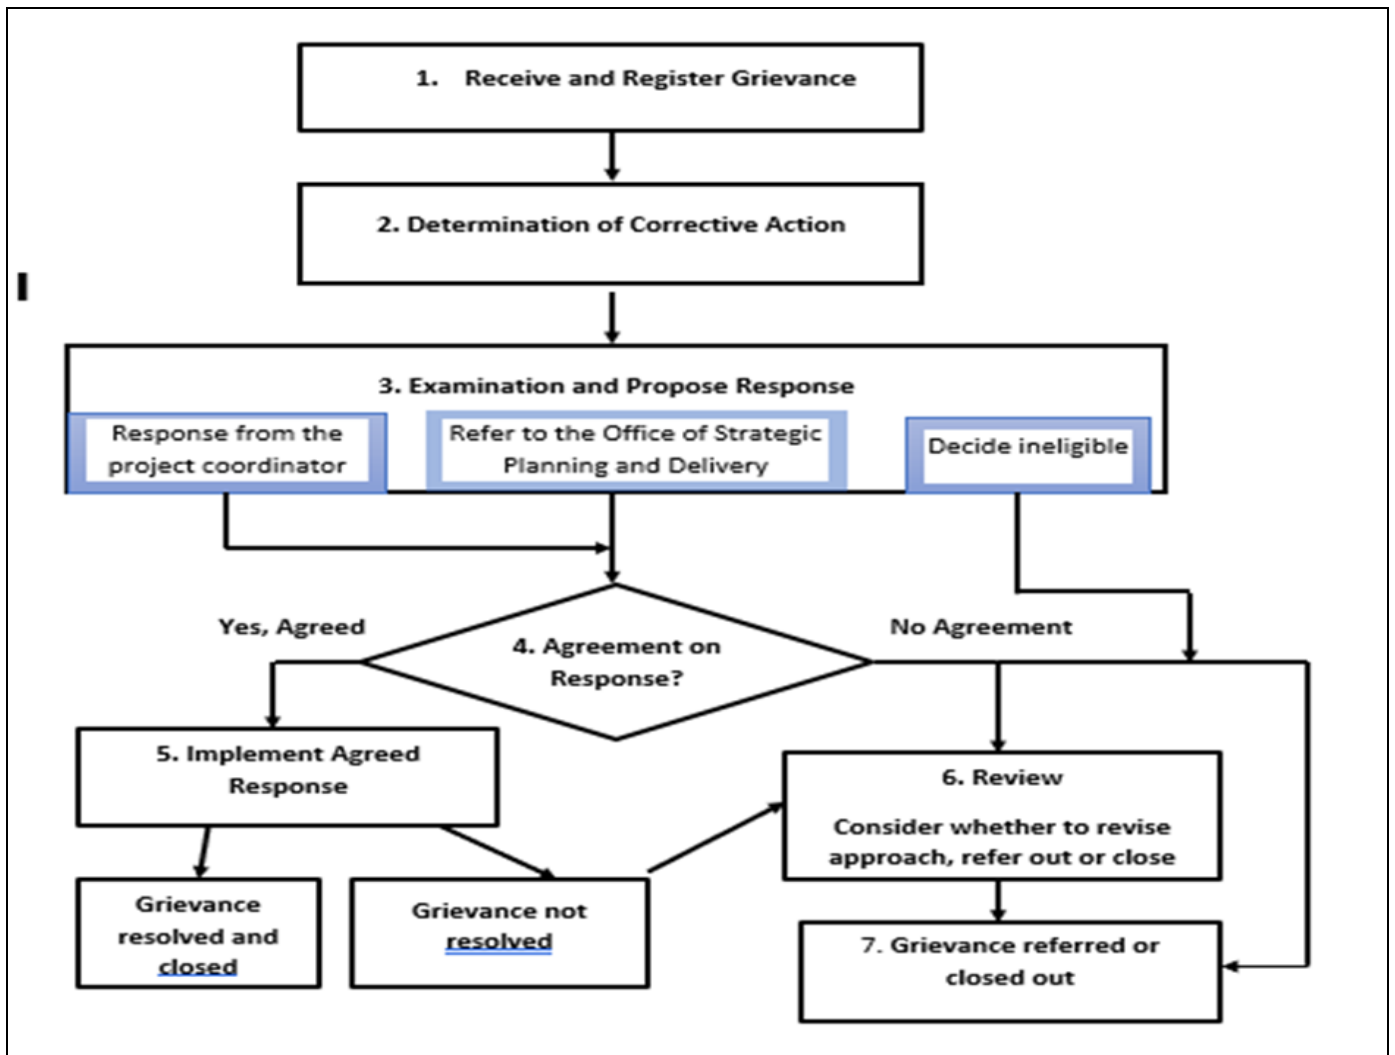 1. Receive and Register Grievance
2. Determination of Corrective Action
3. Examination and Propose Response
Response from the
project coordinator
Refer to the Office of Strategic
Planning and Delivery
Decide ineligible
Yes, Agreed
No Agreement
4. Agreement on
Response?
5. Implement Agreed
Response
6. Review
Consider whether to revise
approach, refer out or close
Grievance
resolved and
closed
Grievance not
resolved
7. Grievance referred or
closed out